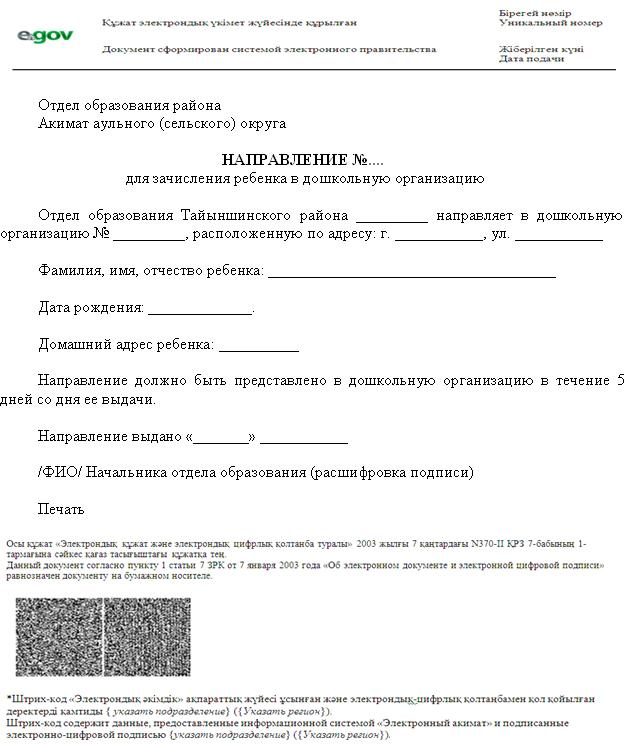 e.gov
Құжат электрондық үкімет жүйесінде құрылған
Документ сформирован системой электронного правительства
Бірегей нөмір
Уникальный номер
Жіберілген күні
Дата подачи
Отдел образования района
Акимат аульного (сельского) округа
НАПРАВЛЕНИЕ №....
для зачисления ребенка в дошкольную организацию
Отдел образования Тайыншинского района _________ направляет в дошкольную
организацию № _________, расположенную по адресу: г. ___________, ул. ___________
Фамилия, имя, отчество ребенка: ____________________________________
Дата рождения: _____________.
Домашний адрес ребенка: __________
Направление должно быть представлено в дошкольную организацию в течение 5
дней со дня ее выдачи.
Направление выдано «_______» ___________
/ФИО/ Начальника отдела образования (расшифровка подписи)
Печать
Осы құжат «Электрондық құжат және электрондық цифрлық қолтанба туралы» 2003 жылғы 7 қаңтардағы N370-II ҚРЗ 7-бабының 1-
тармағына сәйкес қағаз тасығыштағы құжатқа тең.
Данный документ согласно пункту 1 статьи 7 ЗРК от 7 января 2003 года «Об электронном документе и электронной цифровой подписи»
равнозначен документу на бумажном носителе.
*Штрих-код «Электрондық әкімдік» ақпараттық жүйесі ұсынған және электрондық-цифрлық қолтанбамен қол қойылған
деректерді қамтиды { указать подразделение} ({Указать регион}).
Штрих-код содержит данные, предоставленные информационной системой «Электронный акимат» и подписанные
электронно-цифровой подписью {указать подразделение} ({Указать регион}).